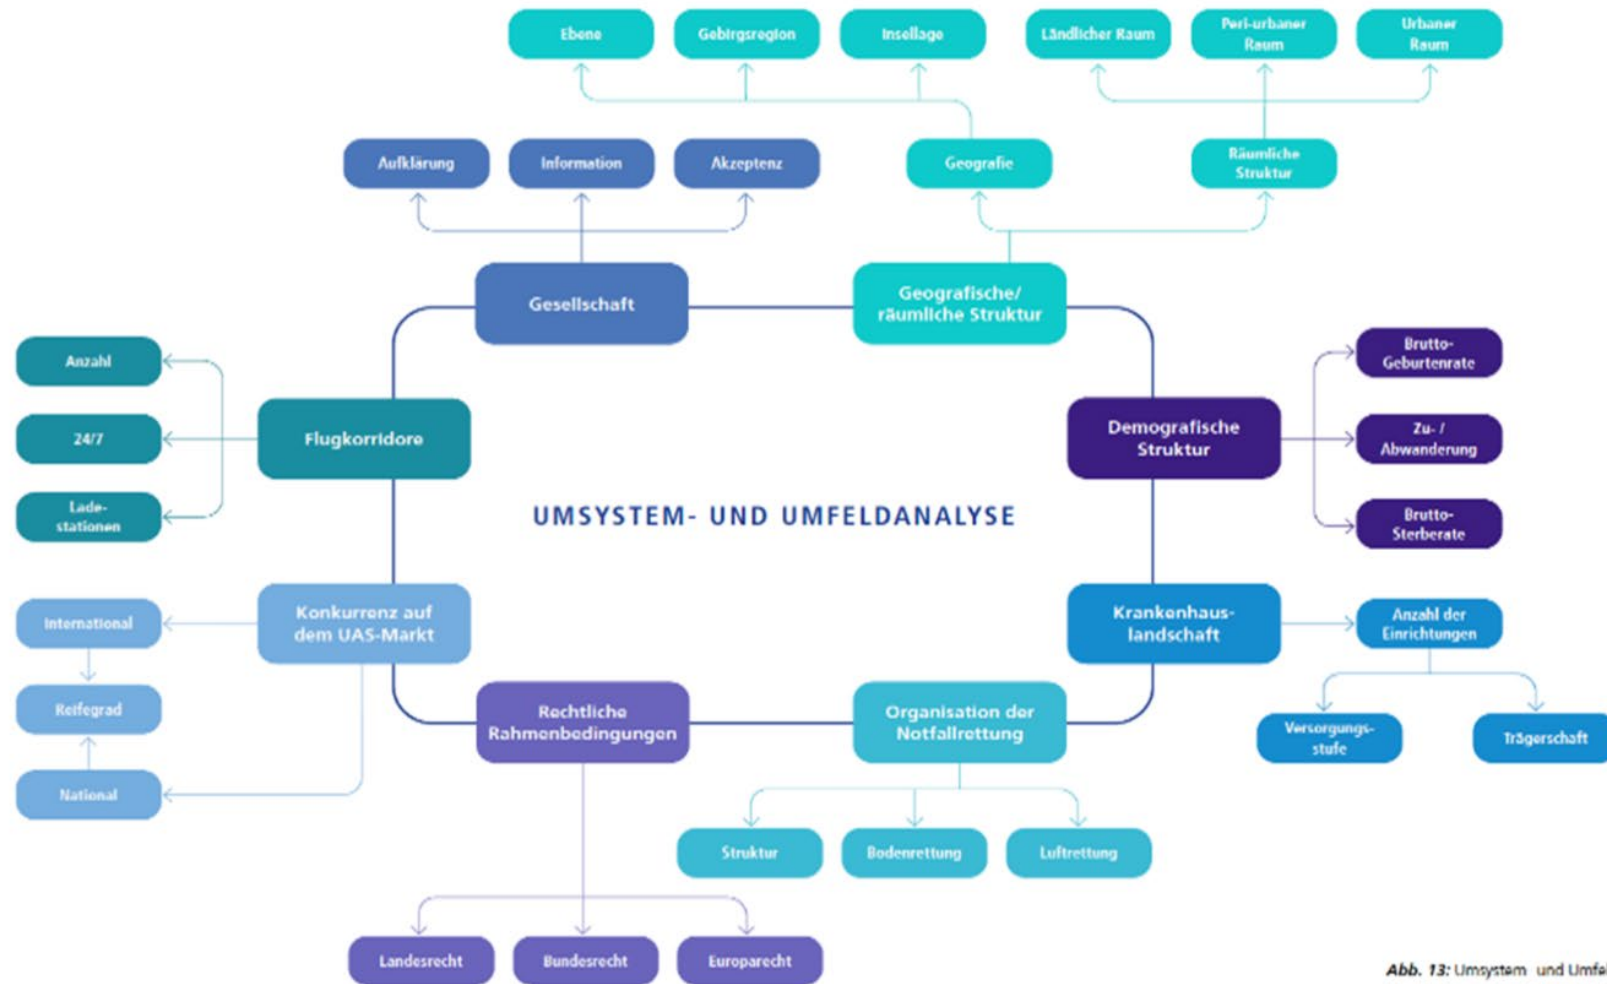 Ebene
Gebirgsregion
Insellage
Ländlicher Raum
Peri-urbaner
Raum
Urbaner
Raum
Aufklärung
Information
Akzeptenz
Geografie
Räumliche
Struktur
Gesellschaft
Geografische/
räumliche Struktur
Anzahl
24/7
Lade-
stationen
Flugkorridore
Demografische
Struktur
Brutto-
Geburtenrate
Zu- /
Abwanderung
Brutto-
Sterberate
UMSYSTEM- UND UMFELDANALYSE
International
Reifegrad
National
Konkurrenz auf
dem UAS-Markt
Krankenhaus-
landschaft
Anzahl der
Einrichtungen
Versorgungs-
stufe
Trägerschaft
Rechtliche
Rahmenbedingungen
Organisation der
Notfallrettung
Struktur
Bodenrettung
Luftrettung
Landesrecht
Bundesrecht
Europarecht
Abb. 13: Umsystem und Umfel